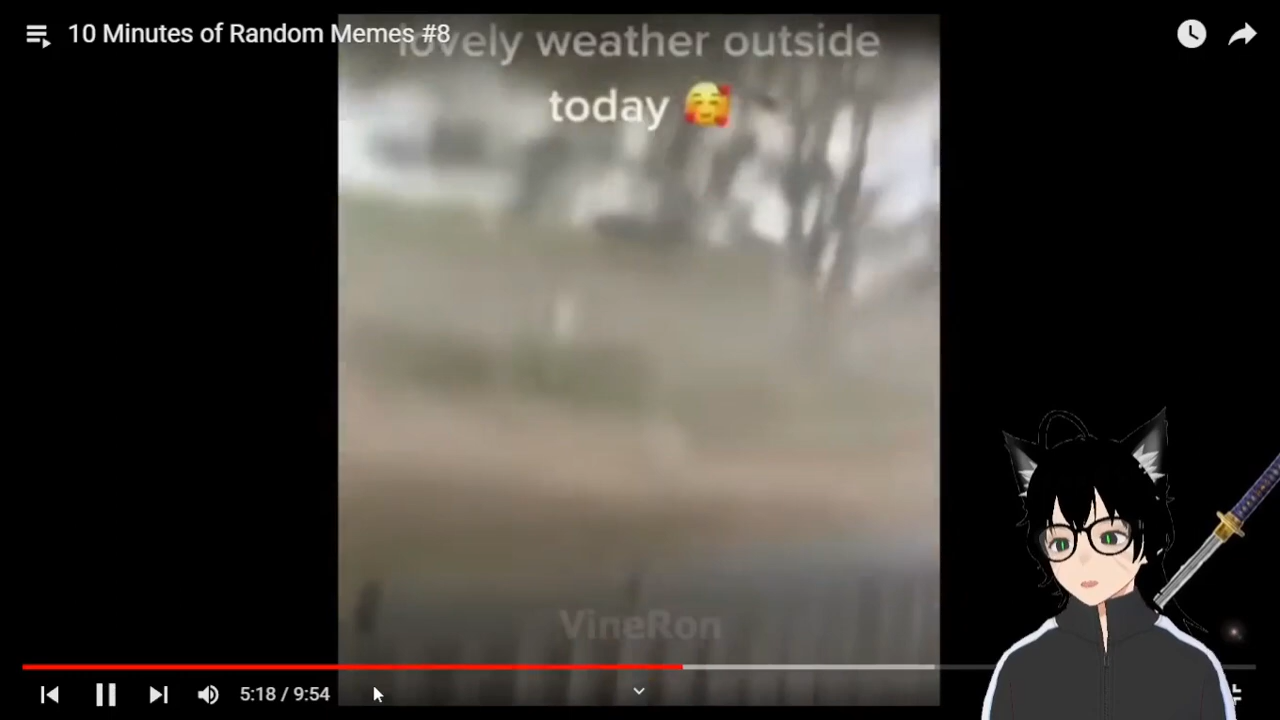 10 Minutes of Random Memes #8
lovely weather outside
today 🥰
VineRon
5:18 / 9:54